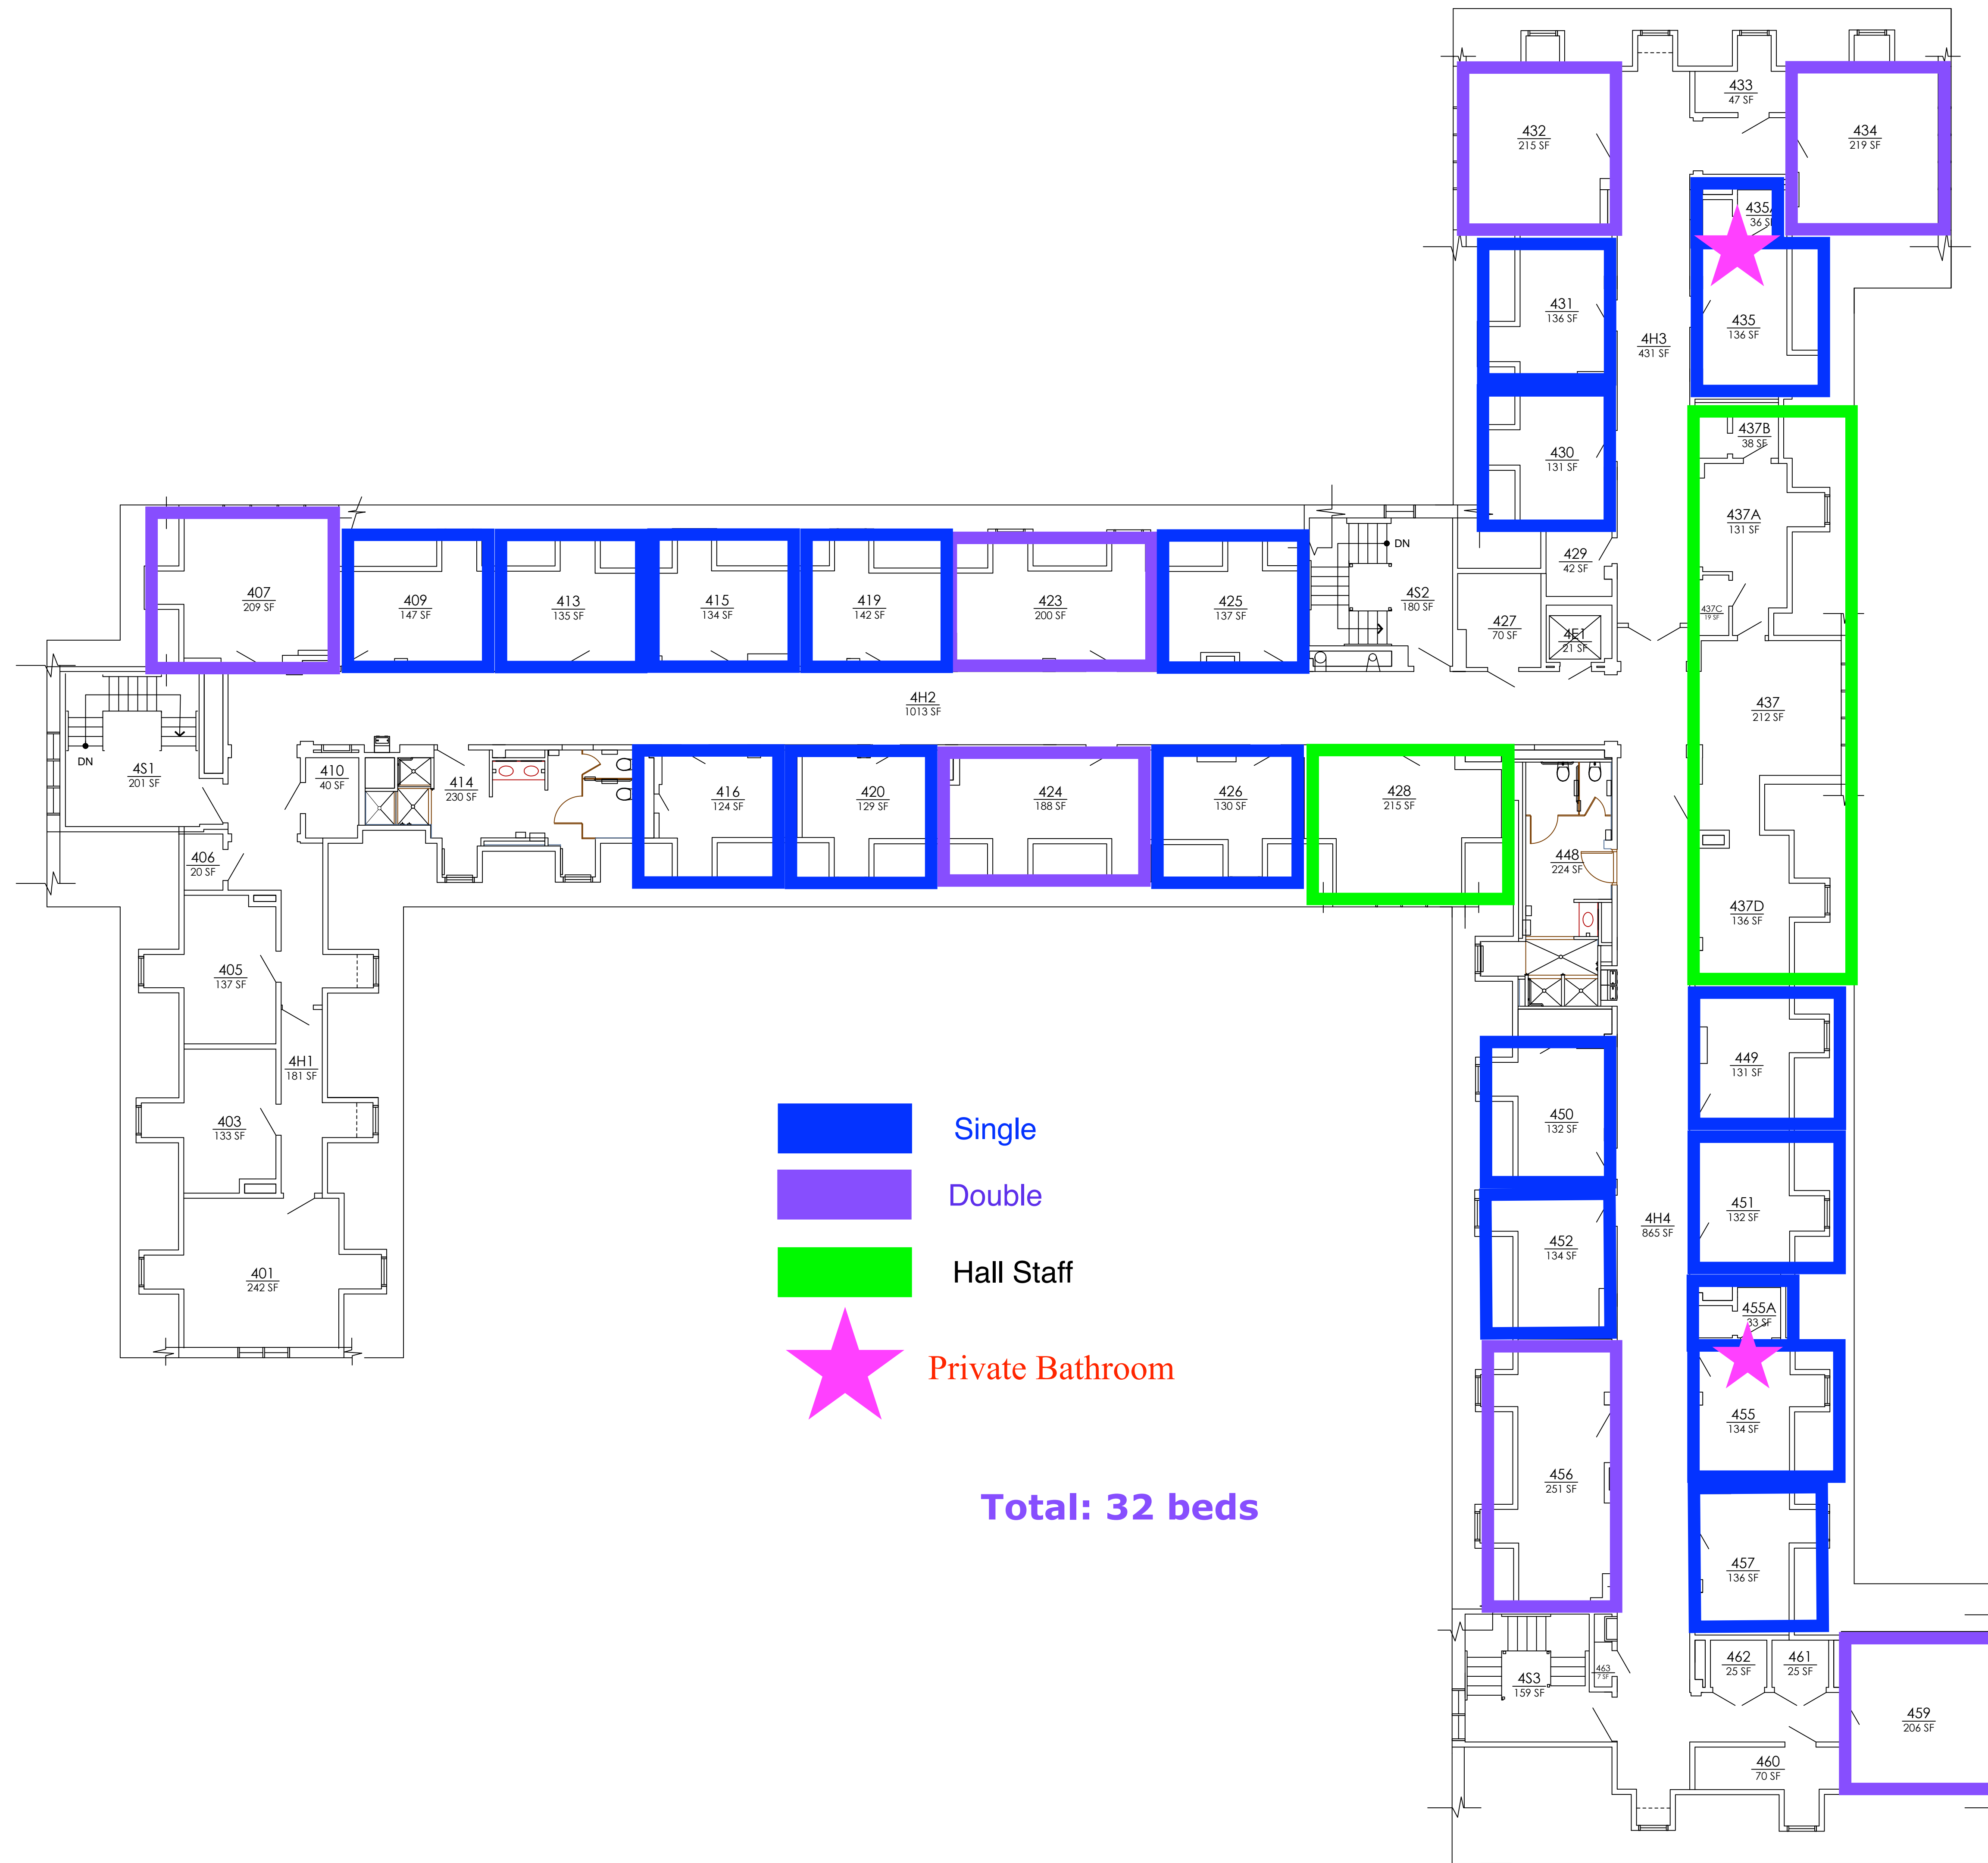 433
47 SF
432
215 SF
434
219 SF
435A
36 SF
431
136 SF
435
136 SF
4H3
431 SF
437B
38 SF
430
131 SF
437A
131 SF
DN
429
42 SF
4S2
180 SF
407
209 SF
409
147 SF
413
135 SF
415
134 SF
419
142 SF
423
200 SF
425
137 SF
427
70 SF
4E1
21 SF
437C
19 SF
4H2
1013 SF
437
212 SF
DN
4S1
201 SF
410
40 SF
414
230 SF
416
124 SF
420
129 SF
424
188 SF
426
130 SF
428
215 SF
406
20 SF
448
224 SF
437D
136 SF
405
137 SF
4H1
181 SF
449
131 SF
403
133 SF
Single
450
132 SF
Double
451
132 SF
4H4
865 SF
452
134 SF
401
242 SF
Hall Staff
455A
33 SF
Private Bathroom
455
134 SF
456
251 SF
Total: 32 beds
457
136 SF
4S3
159 SF
463
7 SF
462
25 SF
461
25 SF
459
206 SF
460
70 SF